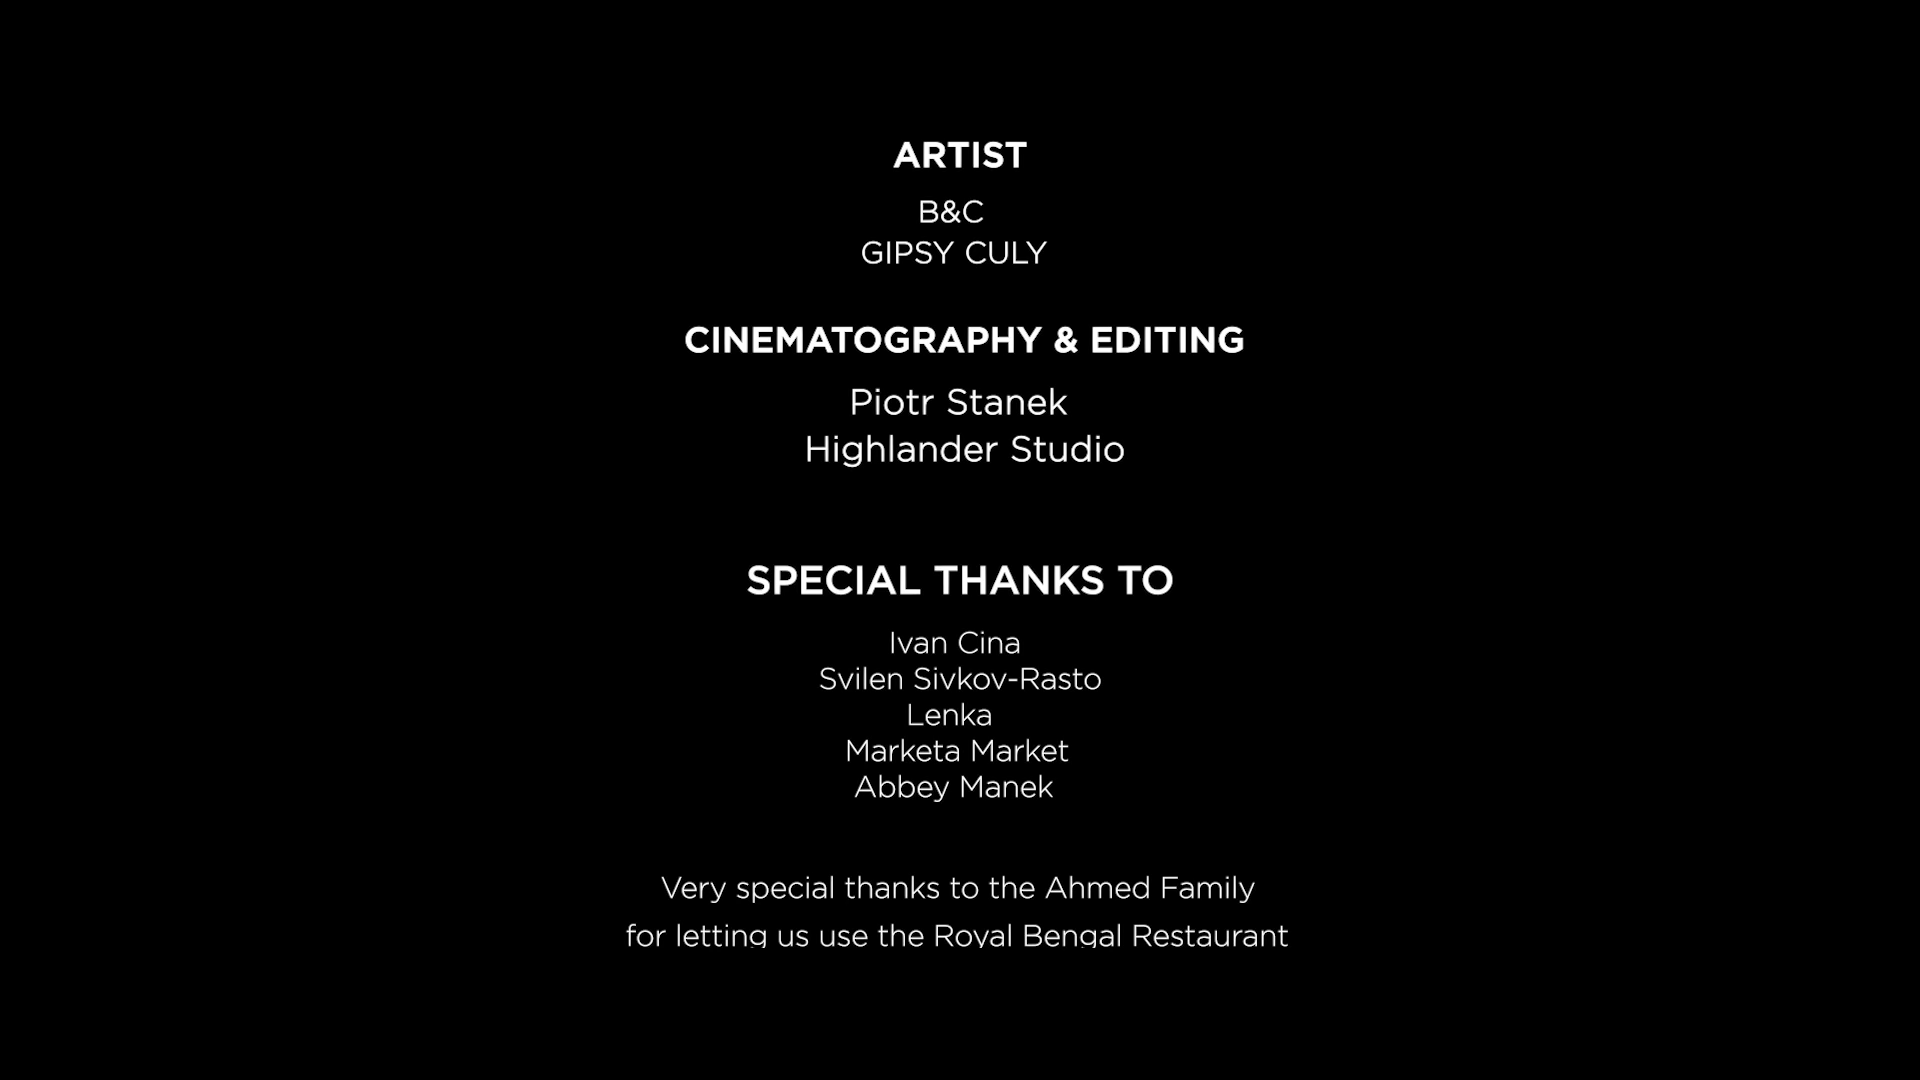 ARTIST
B&C
GIPSY CULY
CINEMATOGRAPHY & EDITING
Piotr Stanek
Highlander Studio
SPECIAL THANKS TO
Ivan Cina
Svilen Sivkov-Rasto
Lenka
Marketa Market
Abbey Manek
Very special thanks to the Ahmed Family
for letting us use the Royal Bengal Restaurant